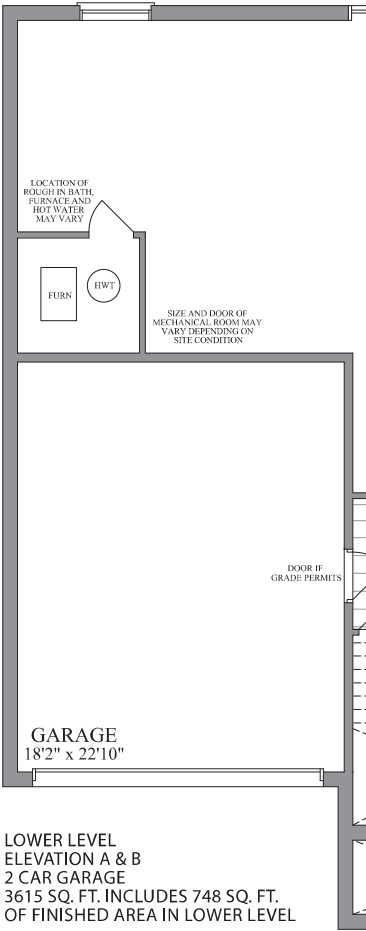 LOCATION OF
ROUGH IN BATH,
FURNACE AND
HOT WATER
MAY VARY
FURN
HWT
SIZE AND DOOR OF
MECHANICAL ROOM MAY
VARY DEPENDING ON
SITE CONDITION
DOOR IF
GRADE PERMITS
GARAGE
18'2" x 22'10"
LOWER LEVEL
ELEVATION A & B
2 CAR GARAGE
3615 SQ. FT. INCLUDES 748 SQ. FT.
OF FINISHED AREA IN LOWER LEVEL